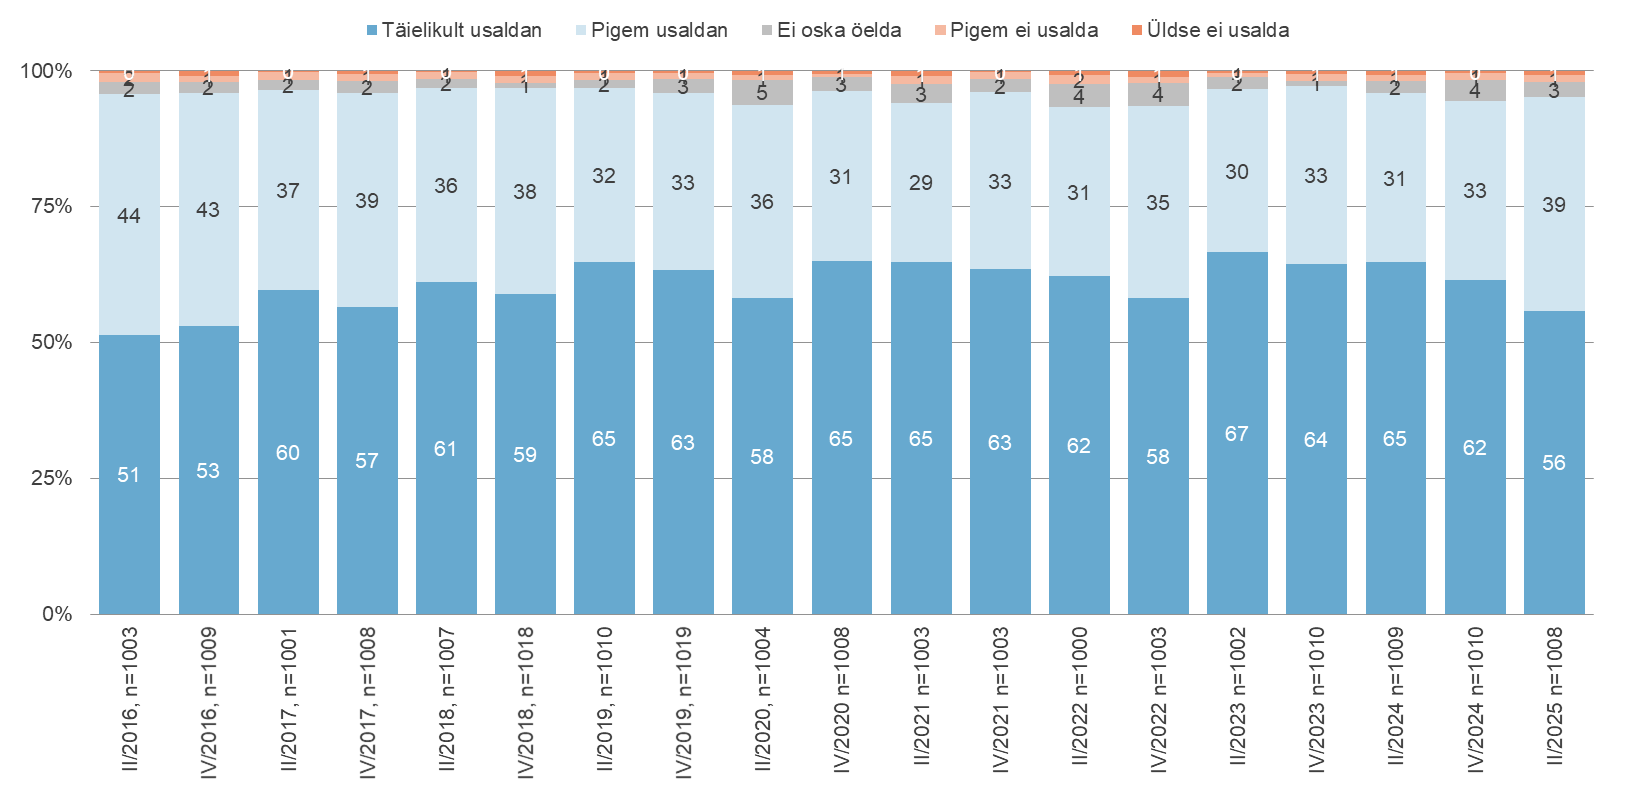 Täielikult usaldan Pigem usaldan Ei oska öelda Pigem ei usalda Üldse ei usalda
100%
75%
50%
25%
0%
2 2 2 2 2 1 2 3 5 3 3 2 4 4 2 1 2 4 3
44 43 37 39 36 38 32 33 36 31 29 33 31 35 30 33 31 33 39
51 53 60 57 61 59 65 63 58 65 65 63 62 58 67 64 65 62 56
II/2016, n=1003
IV/2016, n=1009
II/2017, n=1001
IV/2017, n=1008
II/2018, n=1007
IV/2018, n=1018
II/2019, n=1010
IV/2019, n=1019
II/2020, n=1004
IV/2020 n=1008
II/2021 n=1003
IV/2021 n=1003
II/2022 n=1000
IV/2022 n=1003
II/2023 n=1002
IV/2023 n=1010
II/2024 n=1009
IV/2024 n=1010
II/2025 n=1008